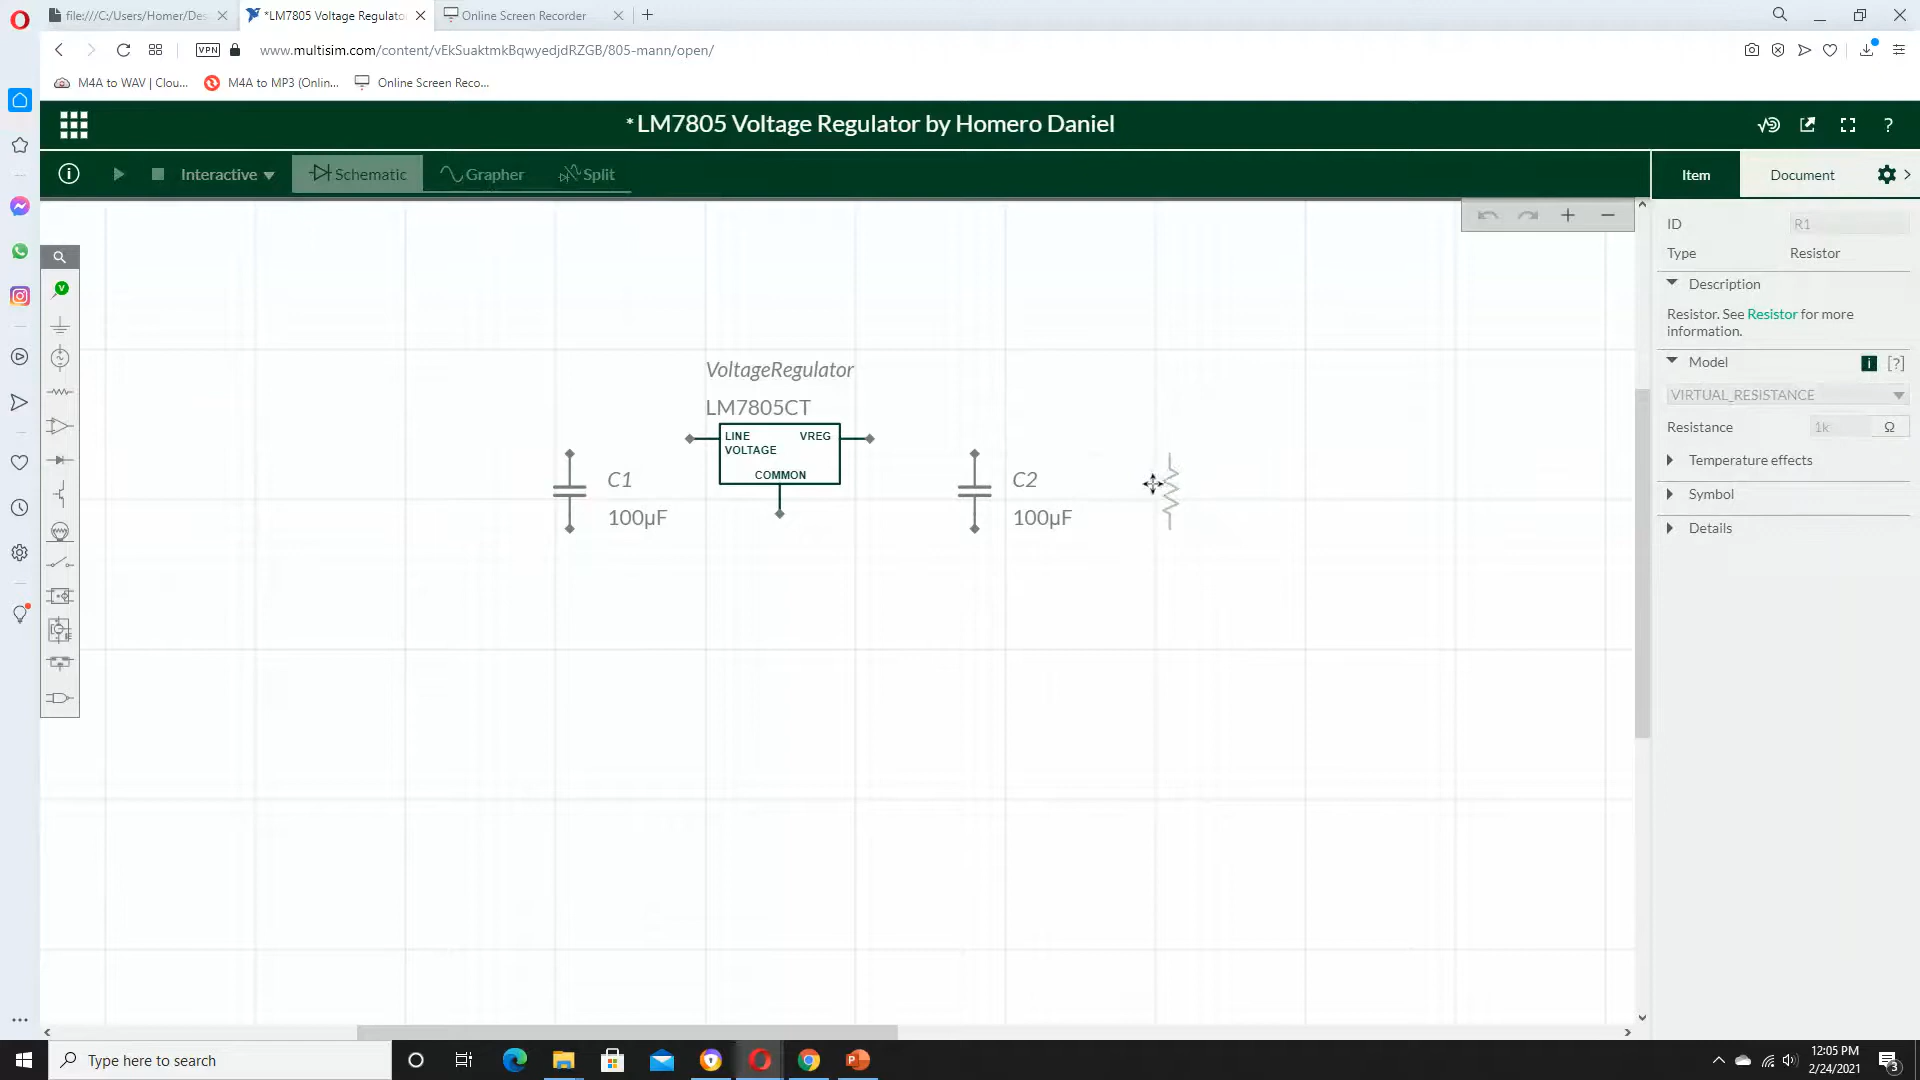 file:///C:/Users/Homer/Des
*LM7805 Voltage Regulato
Online Screen Recorder
VPN
www.multisim.com/content/vEkSuaktmkBqwyedjdRZGB/805-mann/open/
M4A to WAV | Clou...
M4A to MP3 (Onlin...
Online Screen Reco...
*LM7805 Voltage Regulator by Homero Daniel
Interactive
Schematic
Grapher
Split
Item
Document
ID
R1
Type
Resistor
Description
Resistor. See Resistor for more
information.
Model
i
[?]
VIRTUAL_RESISTANCE
Resistance
1k
Ω
Temperature effects
Symbol
Details
V
VoltageRegulator
LM7805CT
LINE
VOLTAGE
VREG
COMMON
C1
100µF
C2
100µF
Type here to search
12:05 PM
2/24/2021
3